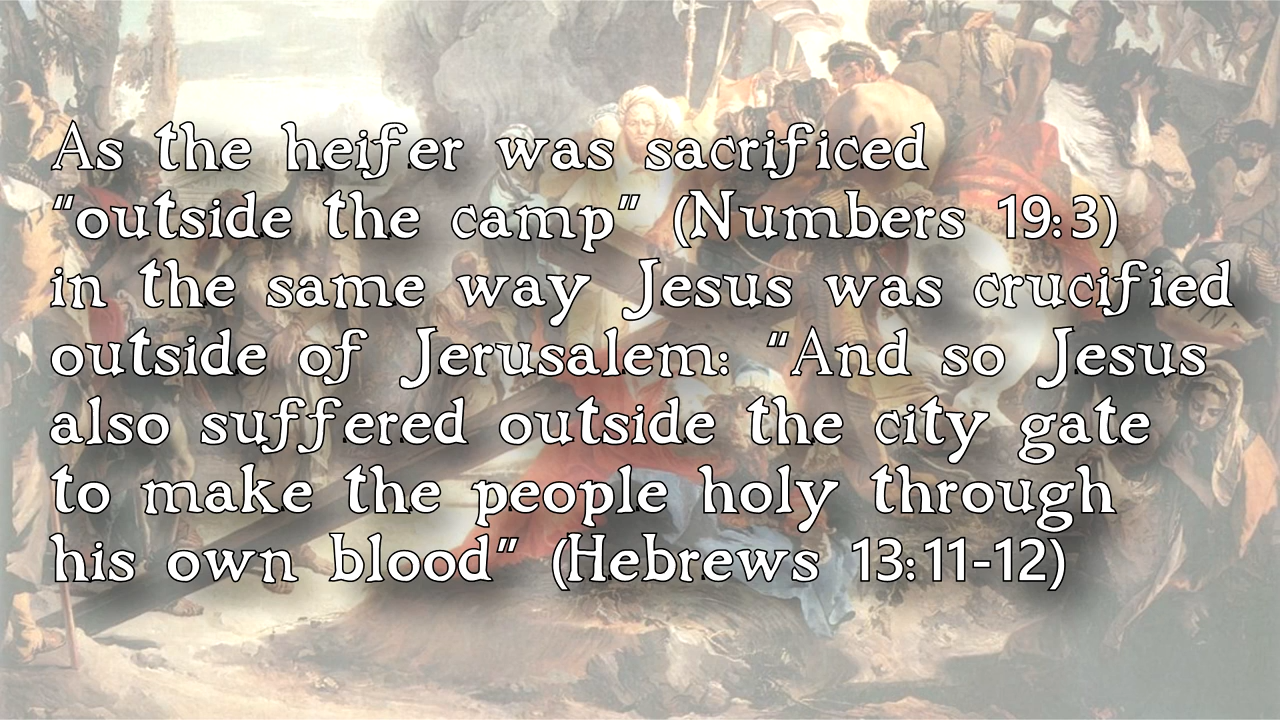 As the heifer was sacrificed
"outside the camp" (Numbers 19:3)
in the same way Jesus was crucified
outside of Jerusalem: "And so Jesus
also suffered outside the city gate
to make the people holy through
his own blood" (Hebrews 13:11-12)